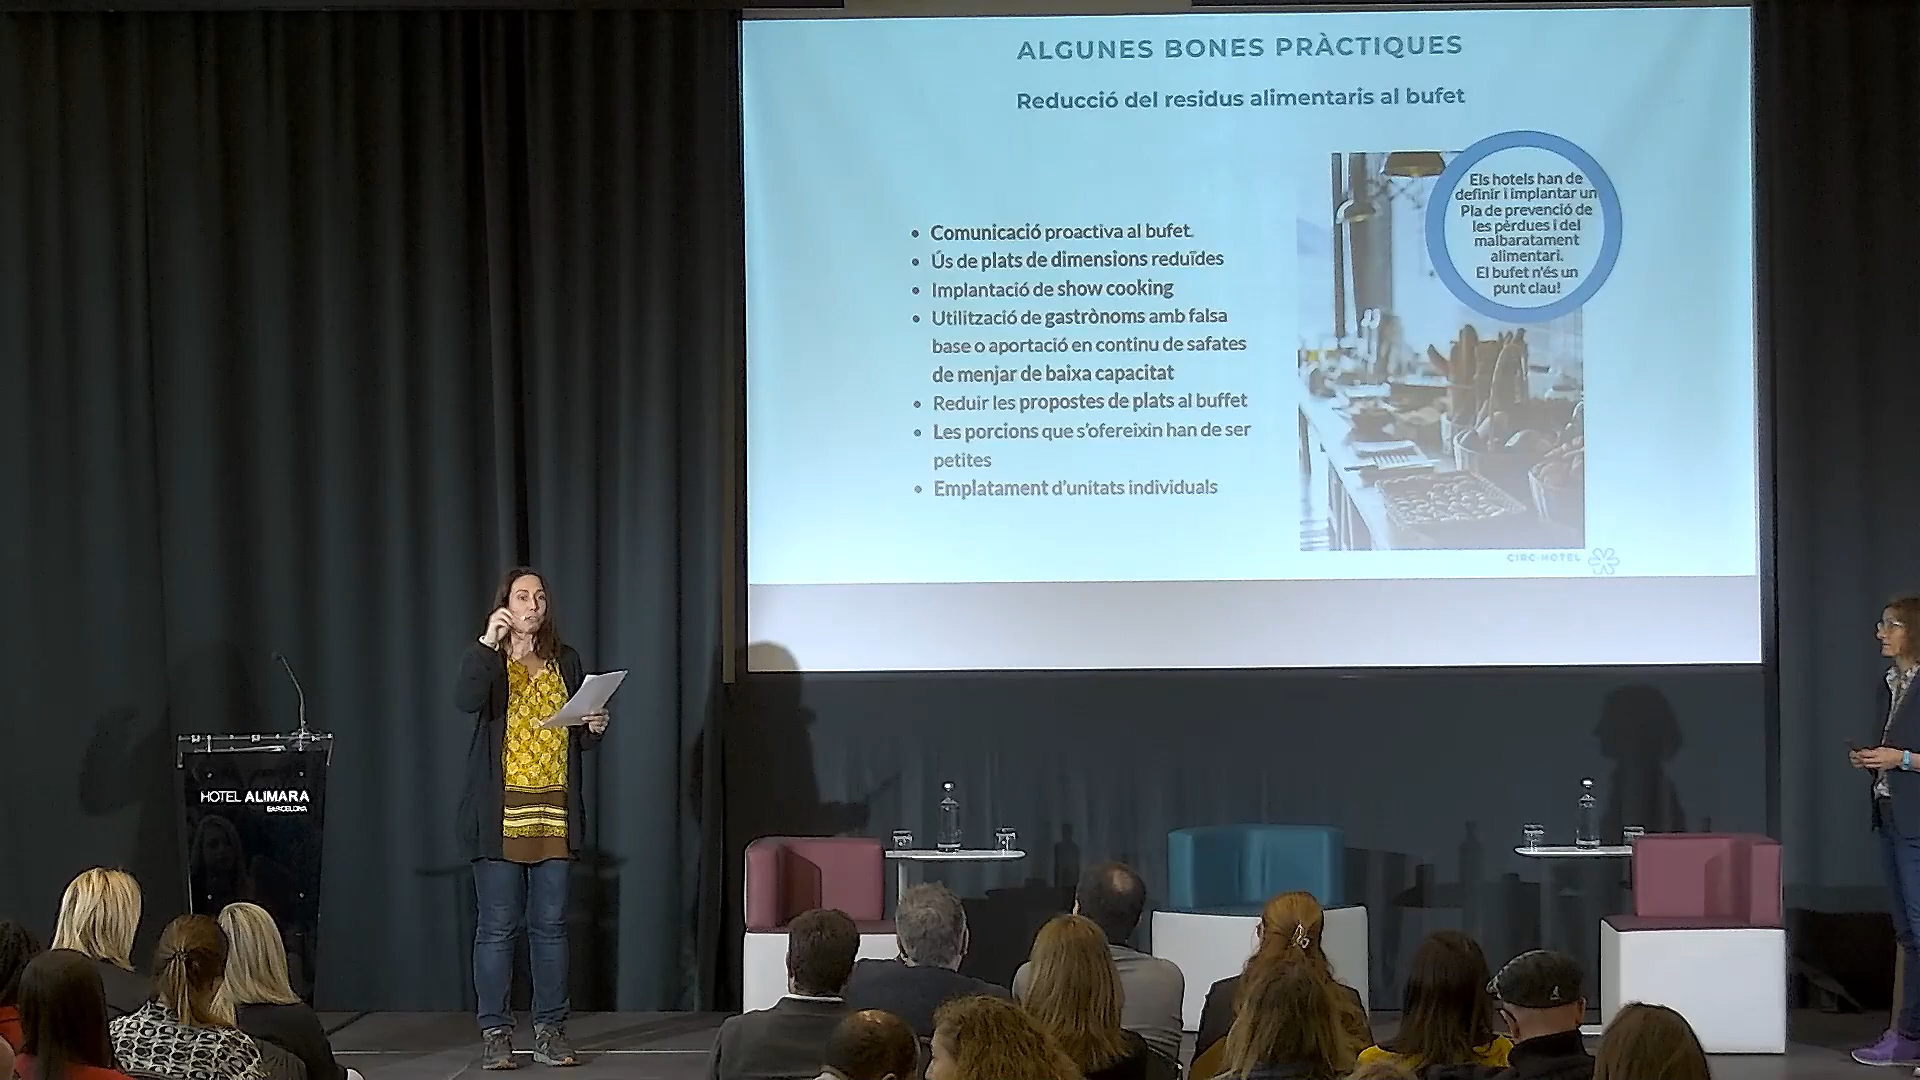 ALGUNES BONES PRÀCTIQUES
Reducció del residus alimentaris al bufet
Els hotels han de
definir i implantar un
Pla de prevenció de
les pèrdues i del
malbaratament
alimentari.
El bufet n'és un
punt clau!
• Comunicació proactiva al bufet.
• Ús de plats de dimensions reduïdes
• Implantació de show cooking
• Utilització de gastrònoms amb falsa
base o aportació en continu de safates
de menjar de baixa capacitat
• Reduir les propostes de plats al buffet
• Les porcions que s'ofereixin han de ser
petites
• Emplatament d'unitats individuals
CIRC-HOTEL
HOTEL ALIMARA
BARCELONA